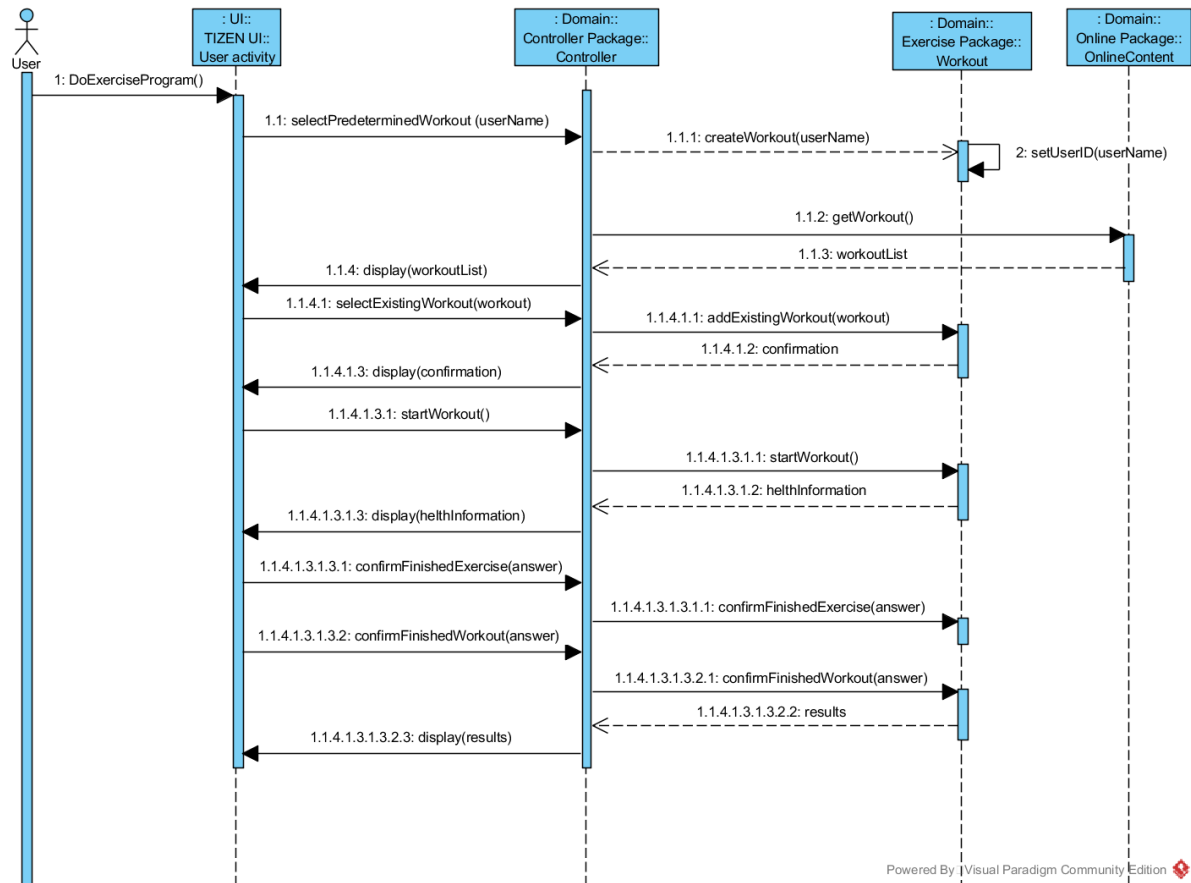 : UI::
TIZEN UI::
User activity
: Domain::
Controller Package::
Controller
: Domain::
Exercise Package::
Workout
: Domain::
Online Package::
OnlineContent
User
1: DoExerciseProgram()
1.1: selectPredeterminedWorkout (userName)
1.1.1: createWorkout(userName)
2: setUserID(userName)
1.1.2: getWorkout()
1.1.3: workoutList
1.1.4: display(workoutList)
1.1.4.1: selectExistingWorkout(workout)
1.1.4.1.1: addExistingWorkout(workout)
1.1.4.1.2: confirmation
1.1.4.1.3: display(confirmation)
1.1.4.1.3.1: startWorkout()
1.1.4.1.3.1.1: startWorkout()
1.1.4.1.3.1.2: helthInformation
1.1.4.1.3.1.3: display(helthInformation)
1.1.4.1.3.1.3.1: confirmFinishedExercise(answer)
1.1.4.1.3.1.3.1.1: confirmFinishedExercise(answer)
1.1.4.1.3.1.3.2: confirmFinishedWorkout(answer)
1.1.4.1.3.1.3.2.1: confirmFinishedWorkout(answer)
1.1.4.1.3.1.3.2.2: results
1.1.4.1.3.1.3.2.3: display(results)
Powered By Visual Paradigm Community Edition